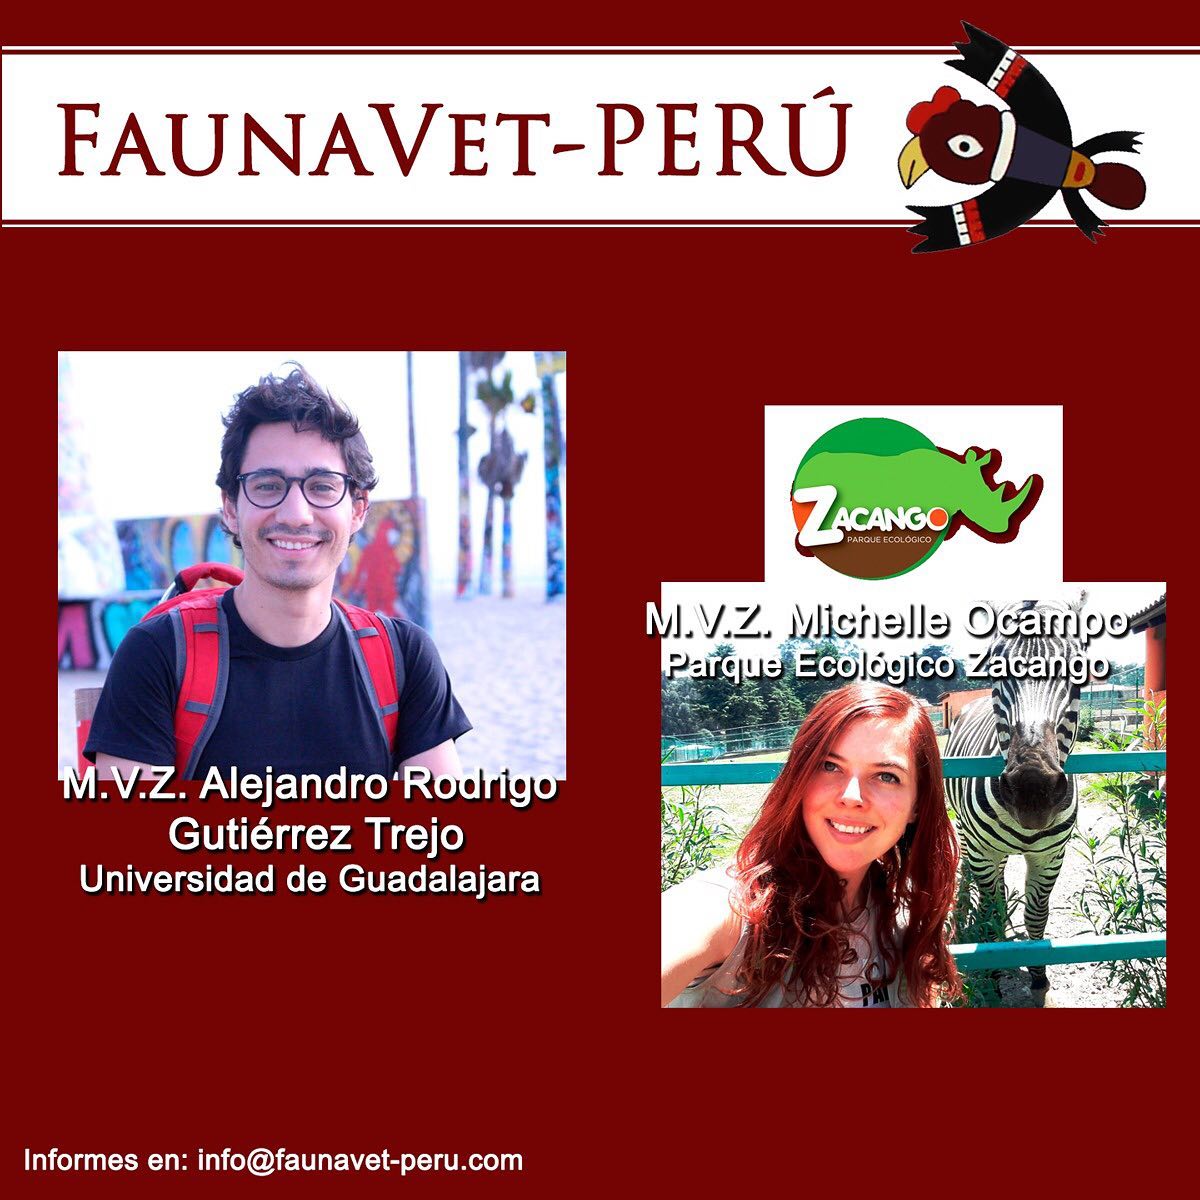 FAUNAVET-PERÚ
M.V.Z. Alejandro Rodrigo
Gutiérrez Trejo
Universidad de Guadalajara
ZACANGO
PARQUE ECOLÓGICO
M.V.Z. Michelle Ocampo
Parque Ecológico Zacango
Informes en: info@faunavet-peru.com